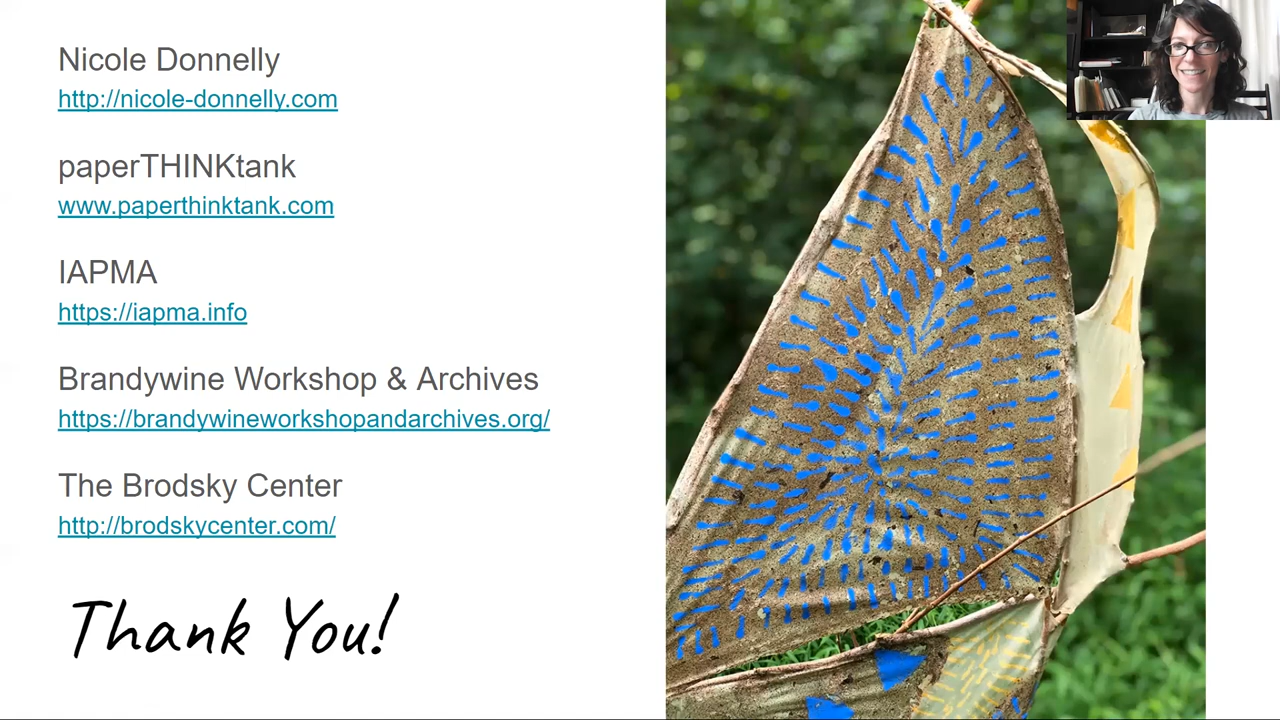 Nicole Donnelly
http://nicole-donnelly.com
paperTHINKtank
www.paperthinktank.com
IAPMA
https://iapma.info
Brandywine Workshop & Archives
https://brandywineworkshopandarchives.org/
The Brodsky Center
http://brodskycenter.com/
Thank You!